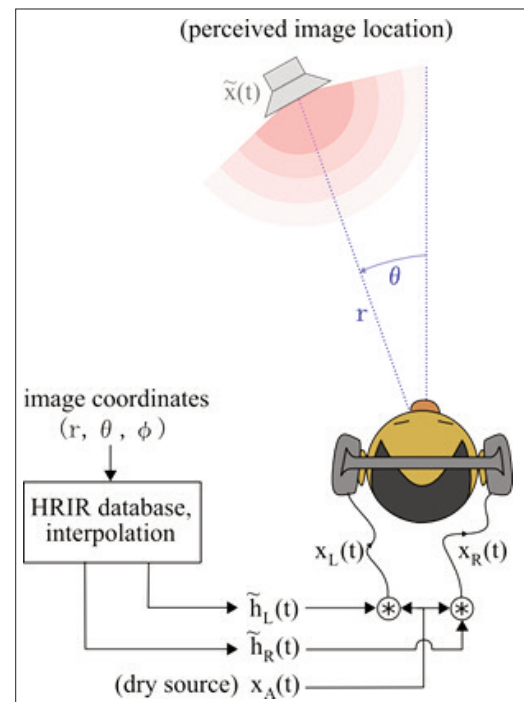 (perceived image location)
x̃(t)
θ
r
image coordinates
(r, θ, ϕ)
HRIR database,
interpolation
x_L(t)
x_R(t)
h̃_L(t)
h̃_R(t)
(dry source) x_A(t)